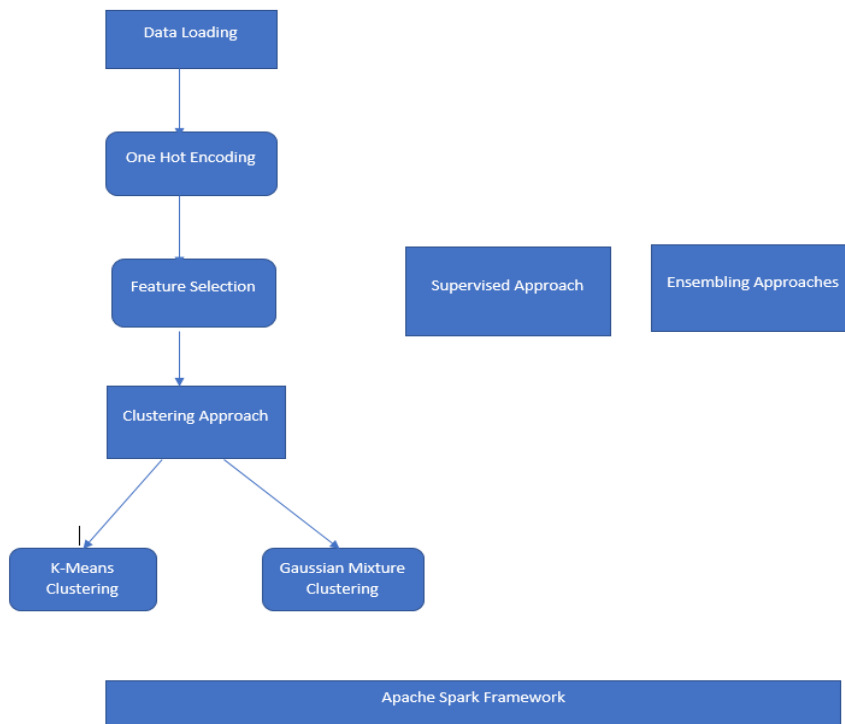 Data Loading
One Hot Encoding
Feature Selection
Supervised Approach
Ensembling Approaches
Clustering Approach
K-Means
Clustering
Gaussian Mixture
Clustering
Apache Spark Framework